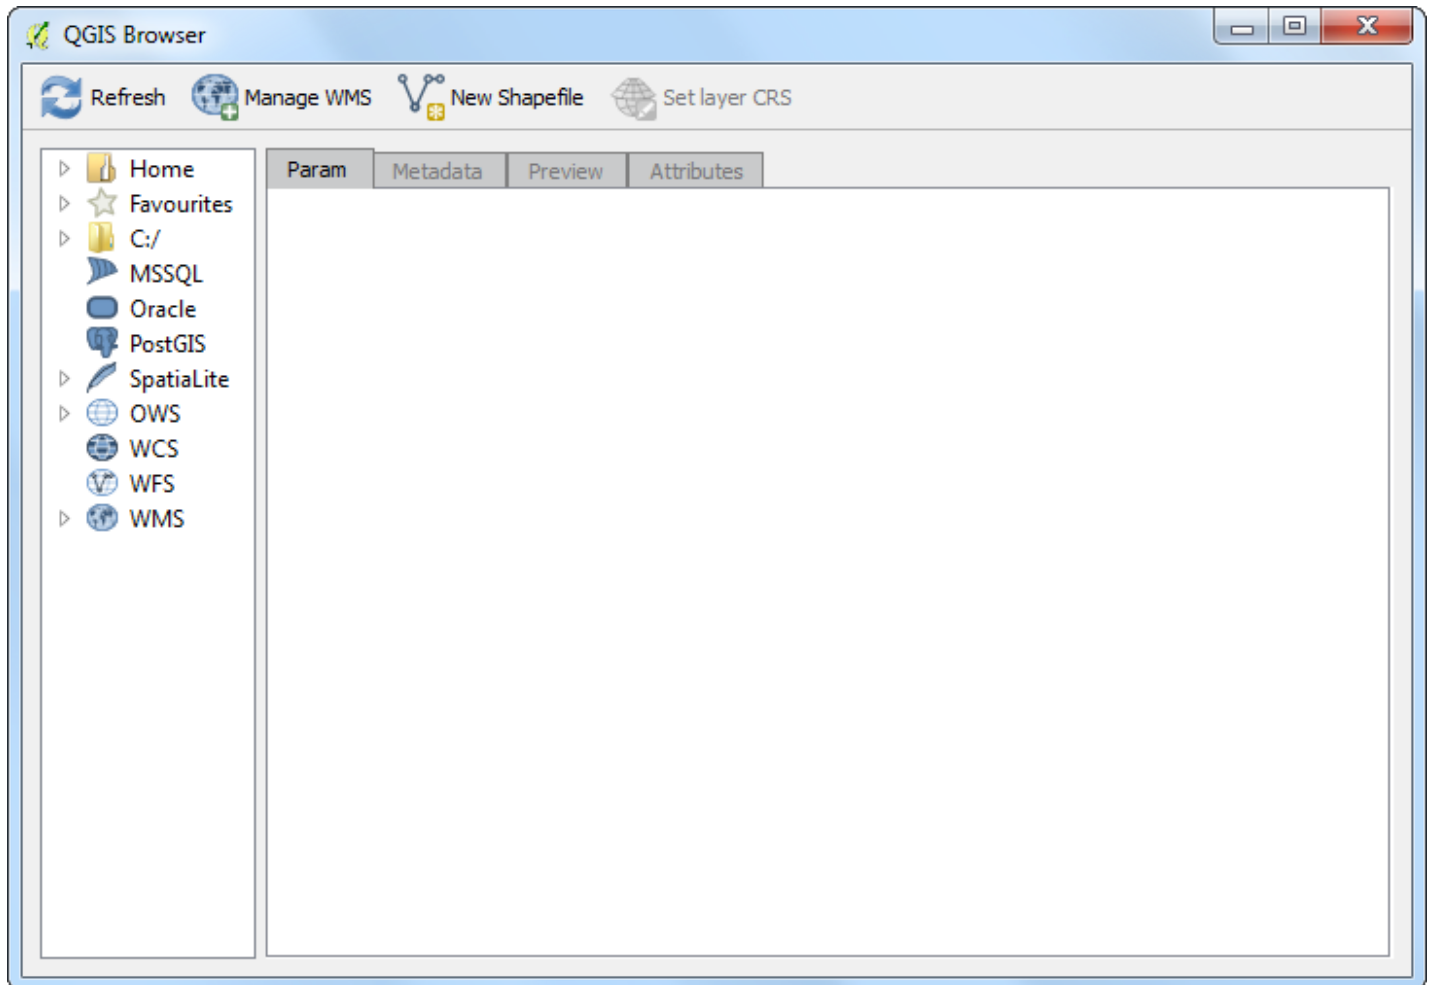 QGIS Browser
Refresh Manage WMS New Shapefile Set layer CRS
Home
Favourites
C:/
MSSQL
Oracle
PostGIS
SpatiaLite
OWS
WCS
WFS
WMS
Param Metadata Preview Attributes